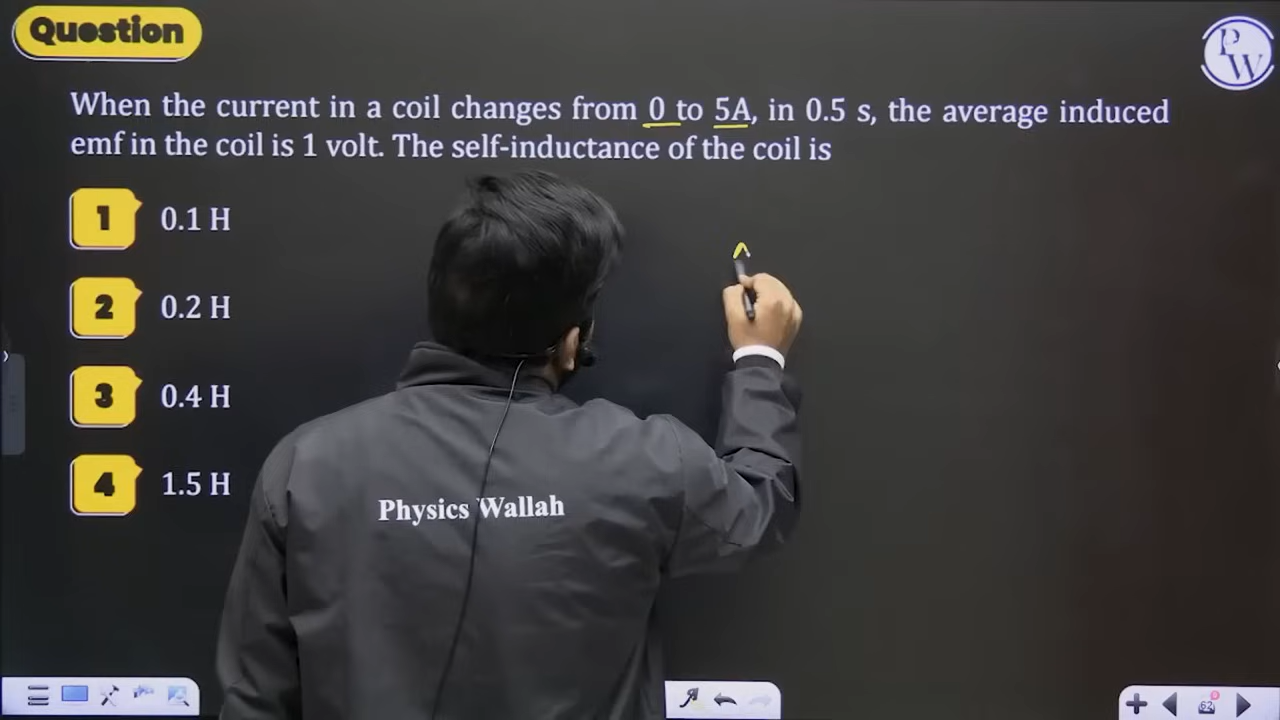 Question
PW
When the current in a coil changes from 0 to 5A, in 0.5 s, the average induced
emf in the coil is 1 volt. The self-inductance of the coil is
1 0.1 H
2 0.2 H
3 0.4 H
4 1.5 H
Physics Wallah
62